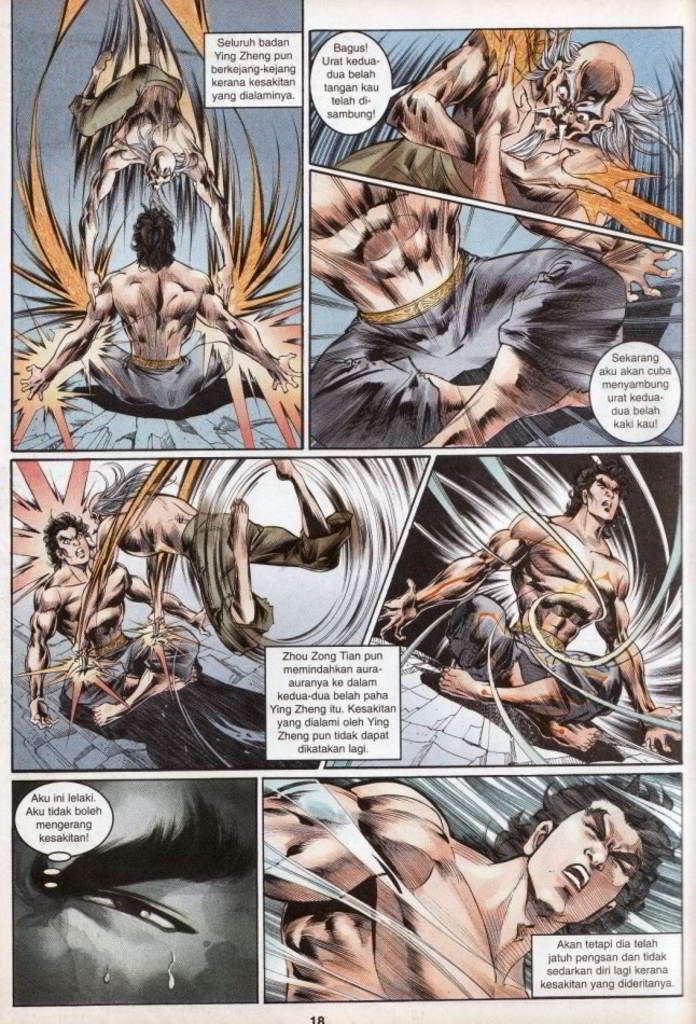 Seluruh badan
Ying Zheng pun
berkejang-kejang
kerana kesakitan
yang dialaminya.
Bagus!
Urat kedua-
dua belah
tangan kau
telah di-
sambung!
Sekarang
aku akan cuba
menyambung
urat kedua-
dua belah
kaki kau!
Zhou Zong Tian pun
memindahkan aura-
auranya ke dalam
kedua-dua belah paha
Ying Zheng itu. Kesakitan
yang dialami oleh Ying
Zheng pun tidak dapat
dikatakan lagi.
Aku ini lelaki.
Aku tidak boleh
mengerang
kesakitan!
Akan tetapi dia telah
jatuh pengsan dan tidak
sedarkan diri lagi kerana
kesakitan yang dideritanya.
18